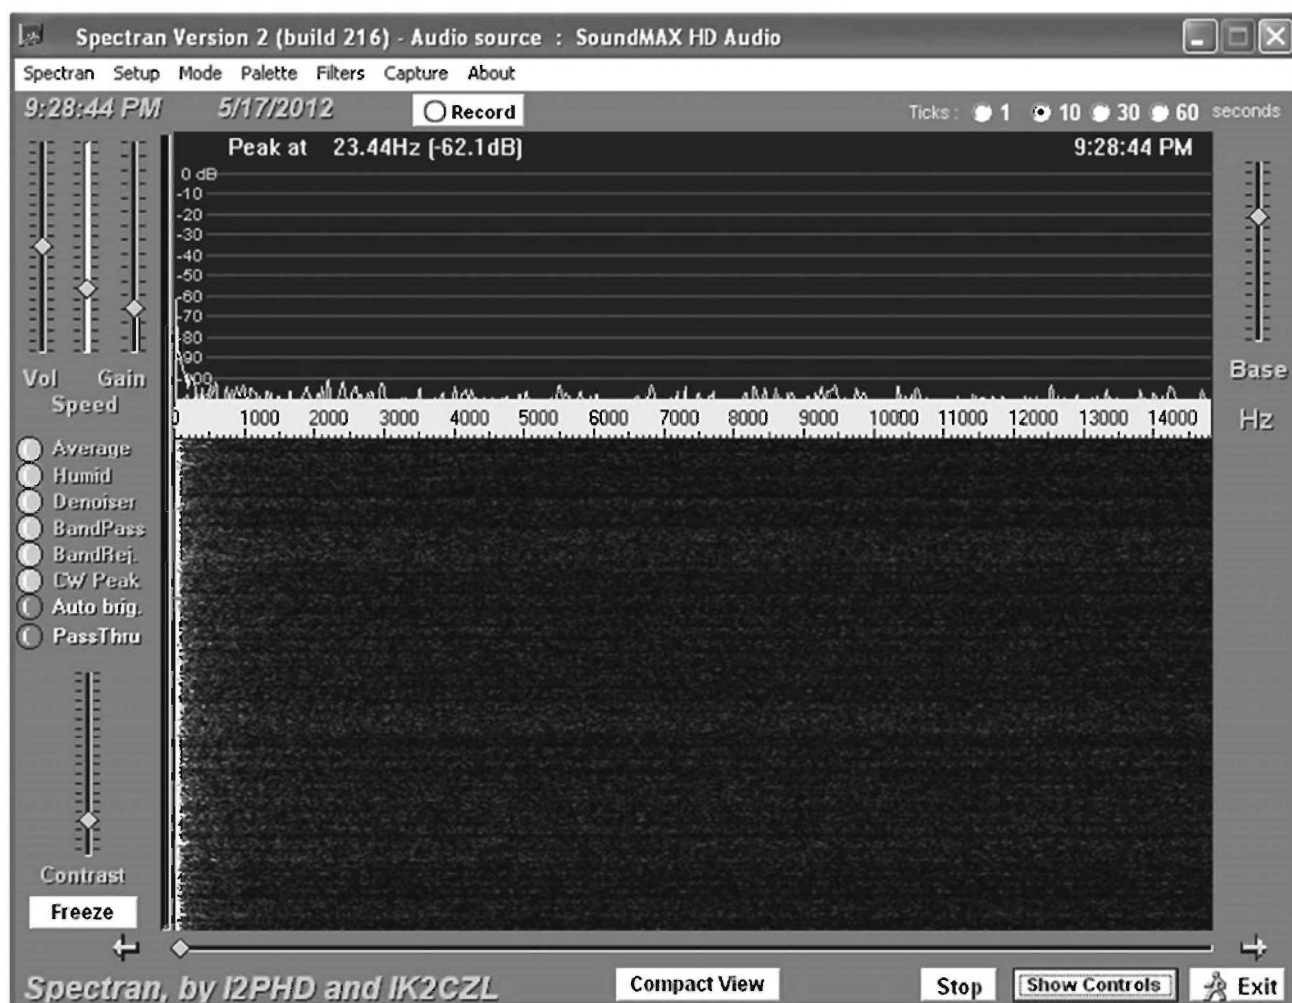 Spectran Version 2 (build 216) - Audio source : SoundMAX HD Audio
Spectran Setup Mode Palette Filters Capture About
9:28:44 PM 5/17/2012 Record Ticks : 1 10 30 60 seconds
Peak at 23.44Hz (-62.1dB) 9:28:44 PM
0 dB
-10
-20
-30
-40
-50
-60
-70
-80
-90
-100
Vol Gain
Speed
Base
0 1000 2000 3000 4000 5000 6000 7000 8000 9000 10000 11000 12000 13000 14000
Hz
Average
Humid
Denoiser
BandPass
BandRej.
CW Peak
Auto brig.
PassThru
Contrast
Freeze
Spectran, by I2PHD and IK2CZL
Compact View
Stop
Show Controls
Exit